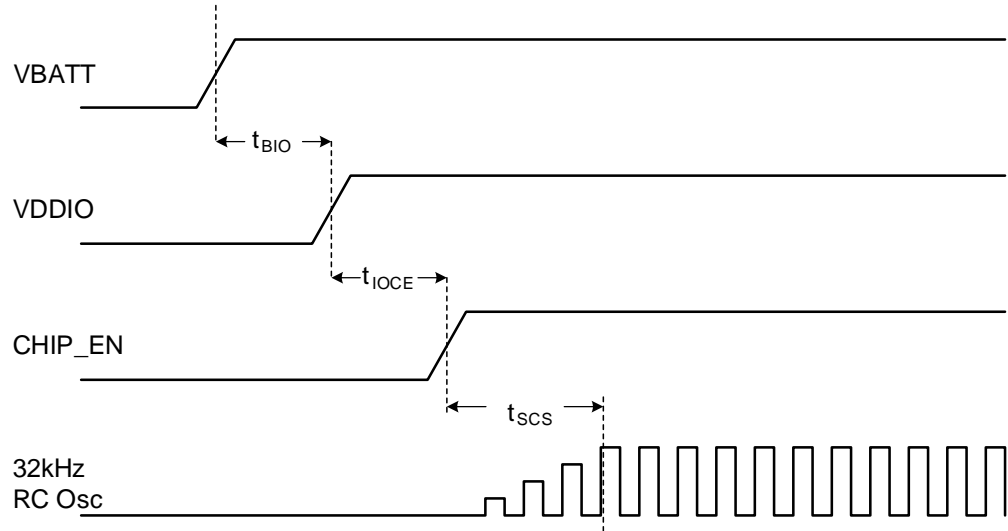 VBATT
tBIO
VDDIO
tIOCE
CHIP_EN
tSCS
32kHz
RC Osc